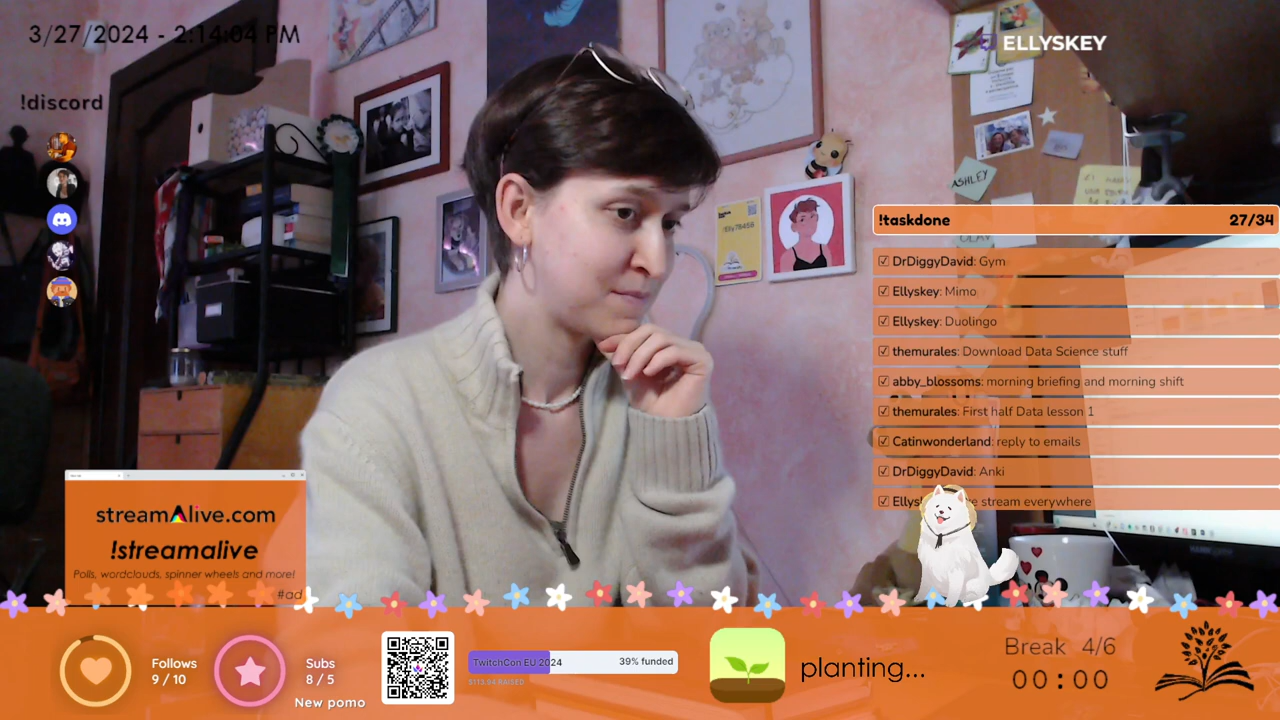 3/27/2024 - 2:14:04 PM
ELLYSKEY
!discord
ASHLEY
!taskdone 27/34
DrDiggyDavid: Gym
Ellyskey: Mimo
Ellyskey: Duolingo
themurales: Download Data Science stuff
abby_blossoms: morning briefing and morning shift
themurales: First half Data lesson 1
Catinwonderland: reply to emails
DrDiggyDavid: Anki
stream everywhere
streamAlive.com
!streamalive
Polls, wordclouds, spinner wheels and more!
#ad
Follows
9 / 10
Subs
8 / 5
New pomo
TwitchCon EU 2024 39% funded
$113.94 RAISED
planting...
Break 4/6
00:00